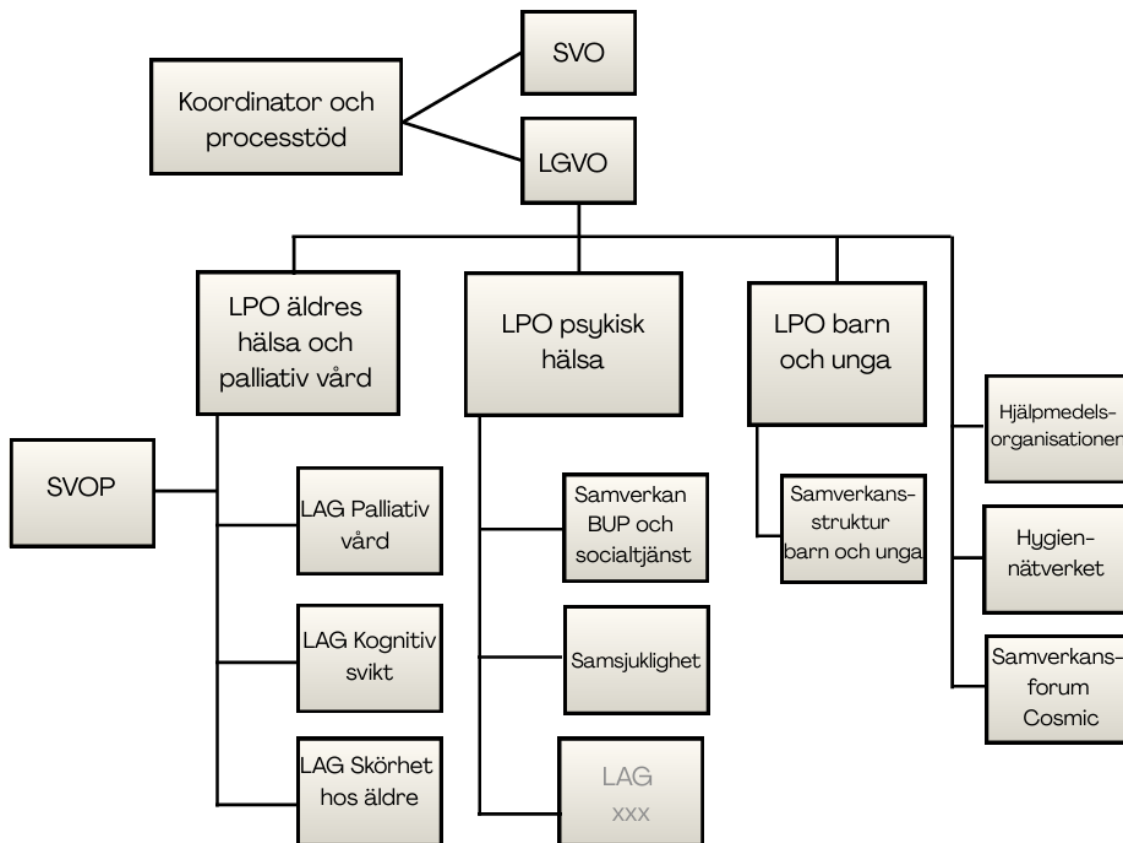 SVO
Koordinator och
processtöd
LGVO
LPO äldres
hälsa och
palliativ vård
LPO psykisk
hälsa
LPO barn
och unga
Hjälpmedels-
organisationen
SVOP
LAG Palliativ
vård
Samverkan
BUP och
socialtjänst
Samverkans-
struktur
barn och unga
Hygien-
nätverket
LAG Kognitiv
svikt
Samsjuklighet
Samverkans-
forum
Cosmic
LAG Skörhet
hos äldre
LAG
xxx